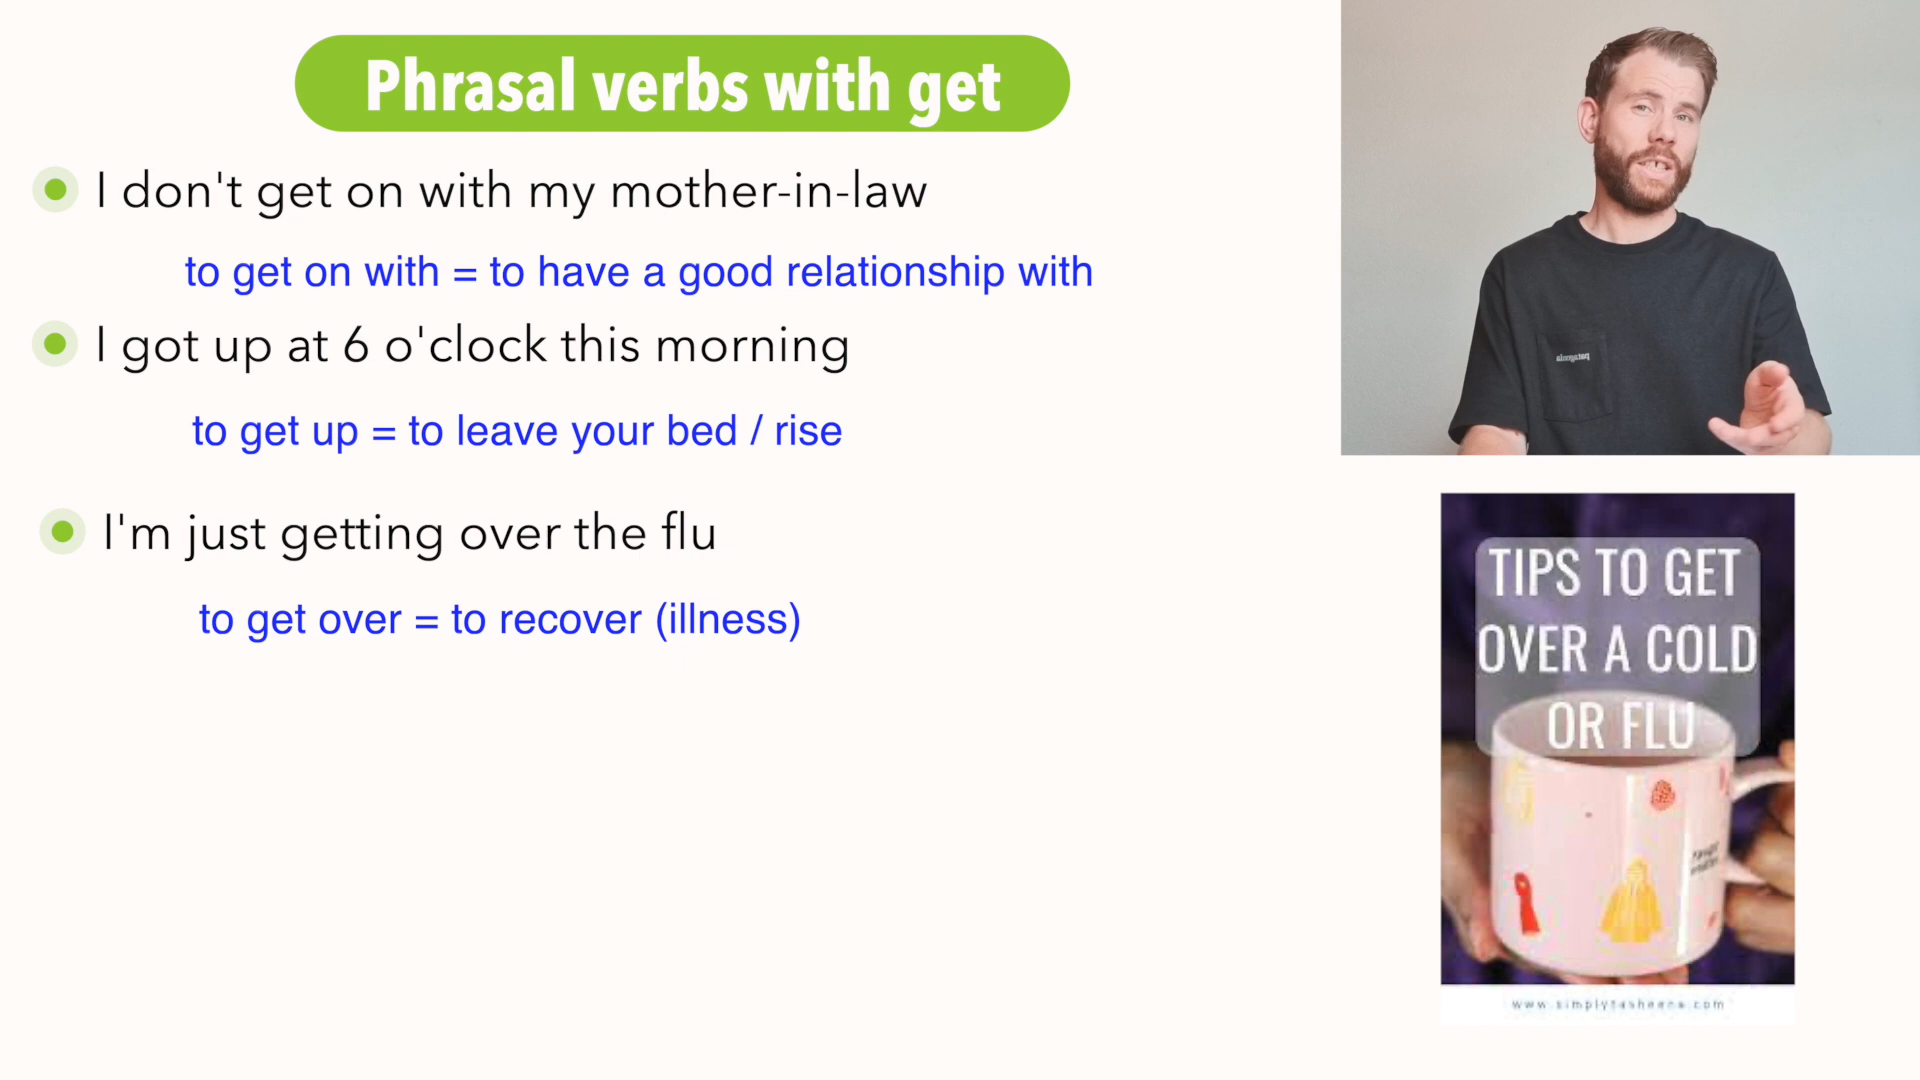 Phrasal verbs with get
I don't get on with my mother-in-law
to get on with = to have a good relationship with
I got up at 6 o'clock this morning
to get up = to leave your bed / rise
I'm just getting over the flu
to get over = to recover (illness)
patagonia
TIPS TO GET
OVER A COLD
OR FLU